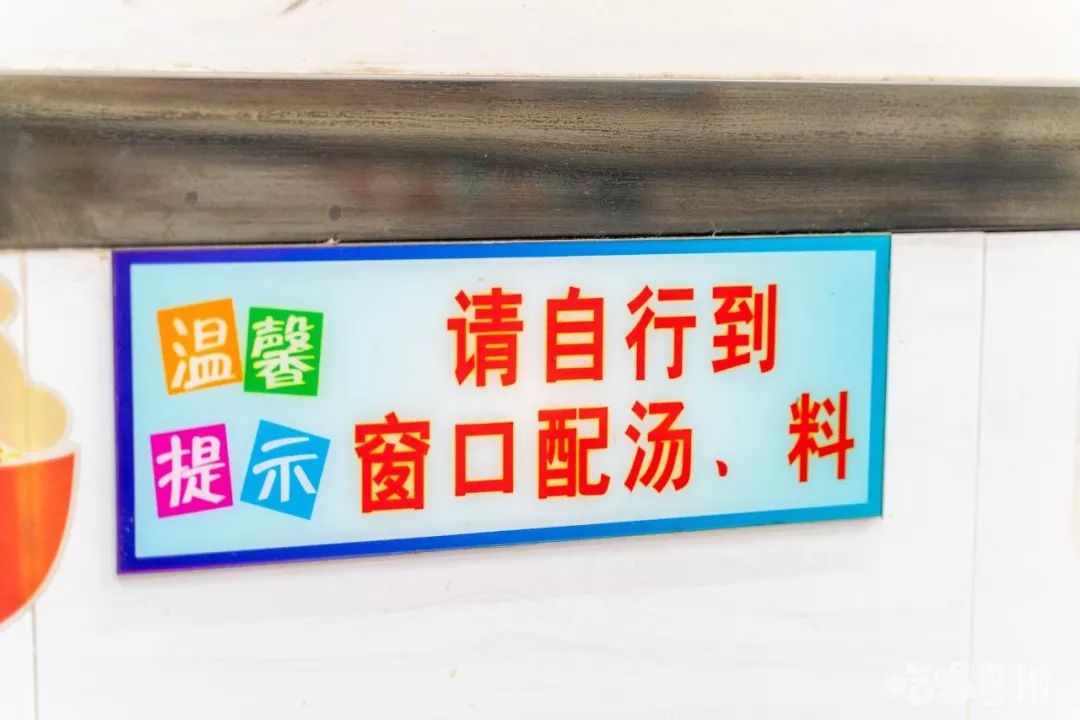 温馨
提示
请自行到
窗口配汤、料